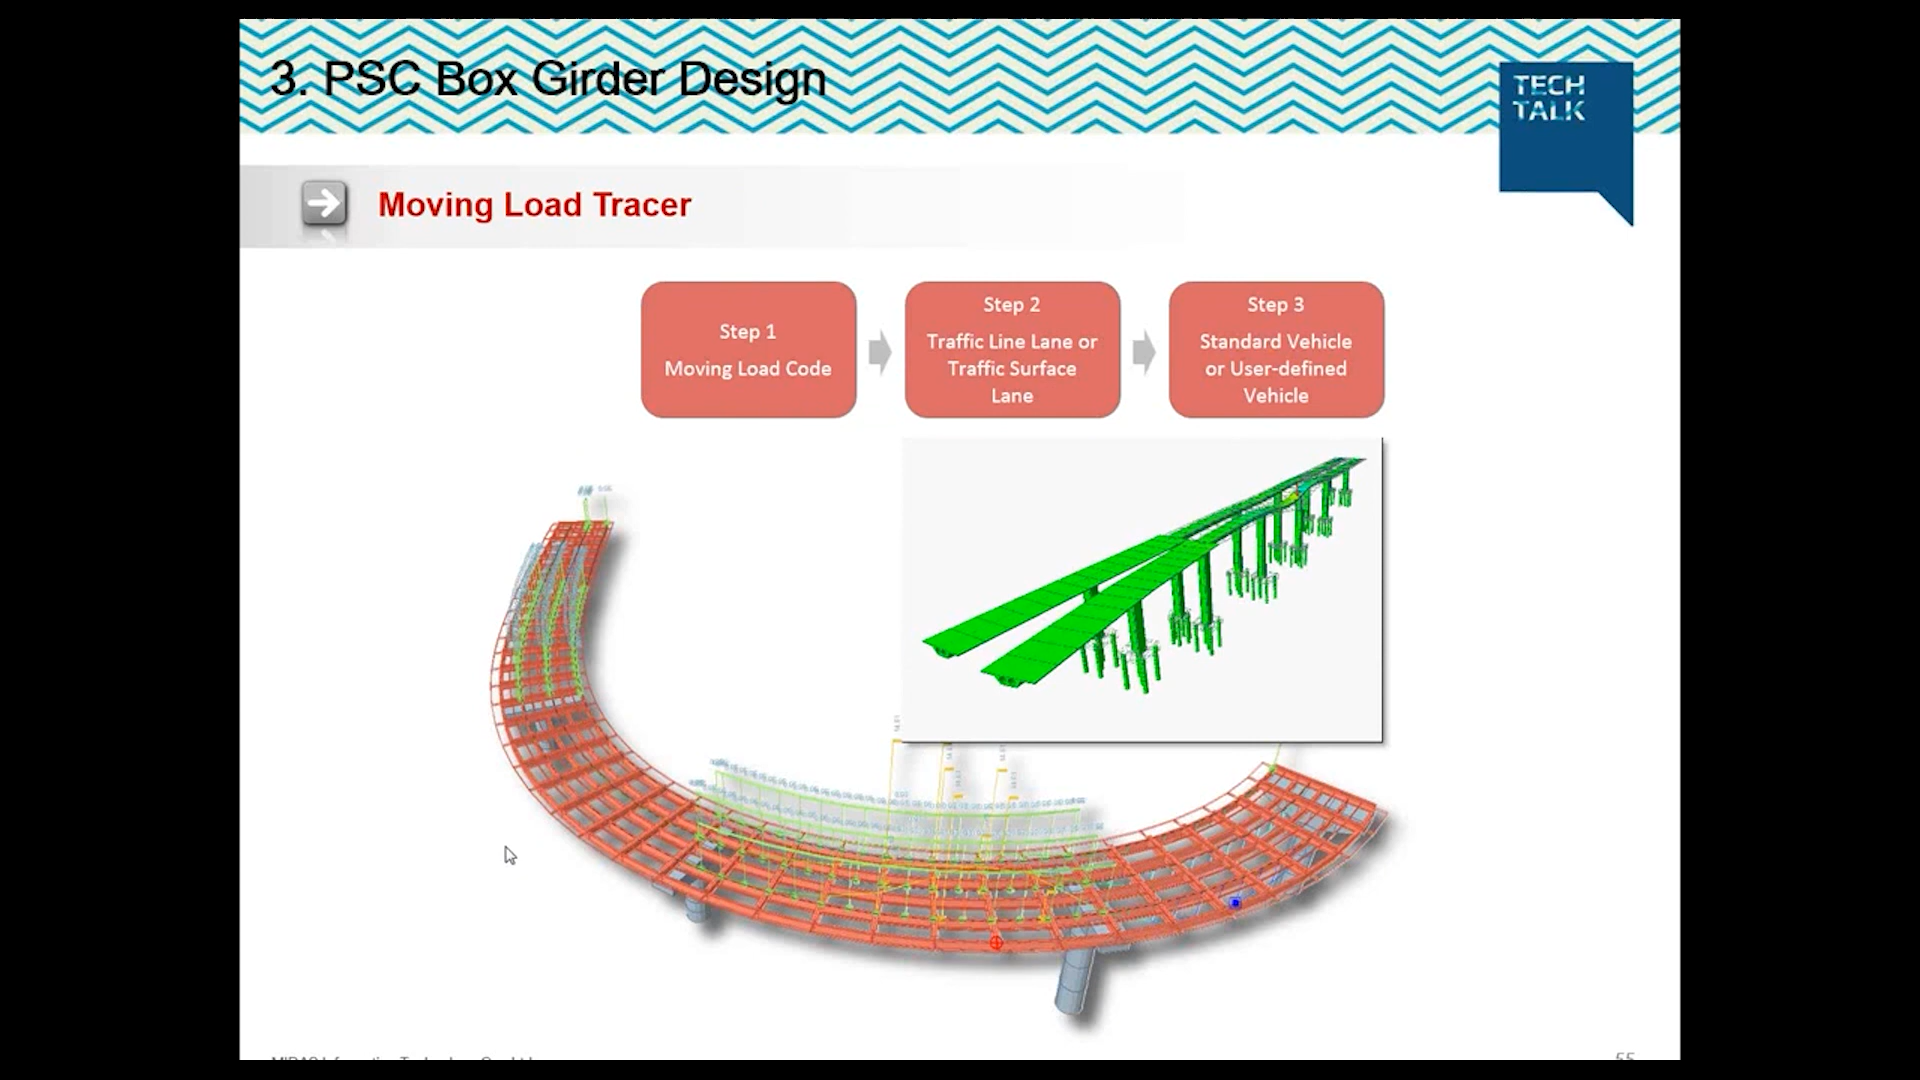 3. PSC Box Girder Design
TECH
TALK
Moving Load Tracer
Step 1
Moving Load Code
Step 2
Traffic Line Lane or
Traffic Surface
Lane
Step 3
Standard Vehicle
or User-defined
Vehicle